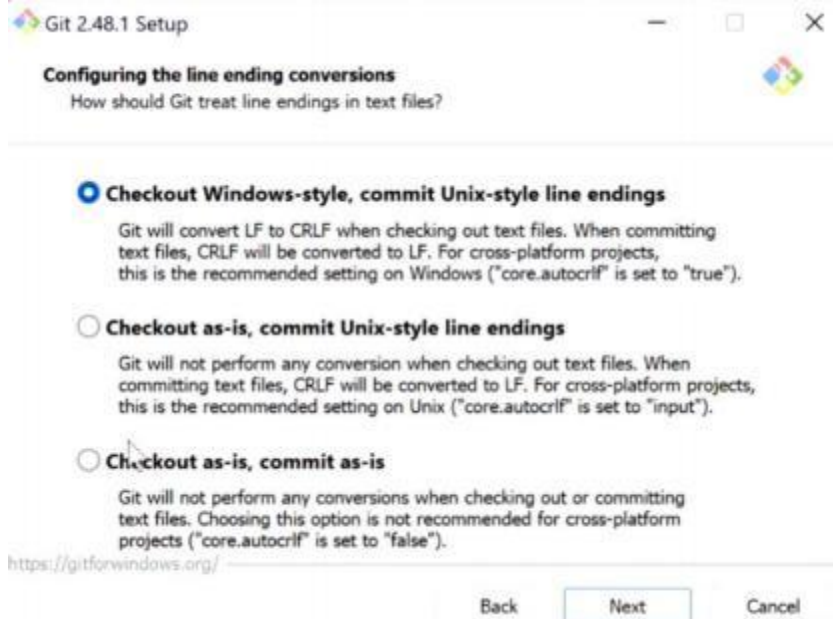 Git 2.48.1 Setup
Configuring the line ending conversions
How should Git treat line endings in text files?
Checkout Windows-style, commit Unix-style line endings
Git will convert LF to CRLF when checking out text files. When committing
text files, CRLF will be converted to LF. For cross-platform projects,
this is the recommended setting on Windows ("core.autocrlf" is set to "true").
Checkout as-is, commit Unix-style line endings
Git will not perform any conversion when checking out text files. When
committing text files, CRLF will be converted to LF. For cross-platform projects,
this is the recommended setting on Unix ("core.autocrlf" is set to "input").
Checkout as-is, commit as-is
Git will not perform any conversions when checking out or committing
text files. Choosing this option is not recommended for cross-platform
projects ("core.autocrlf" is set to "false").
https://gitforwindows.org/
Back Next Cancel